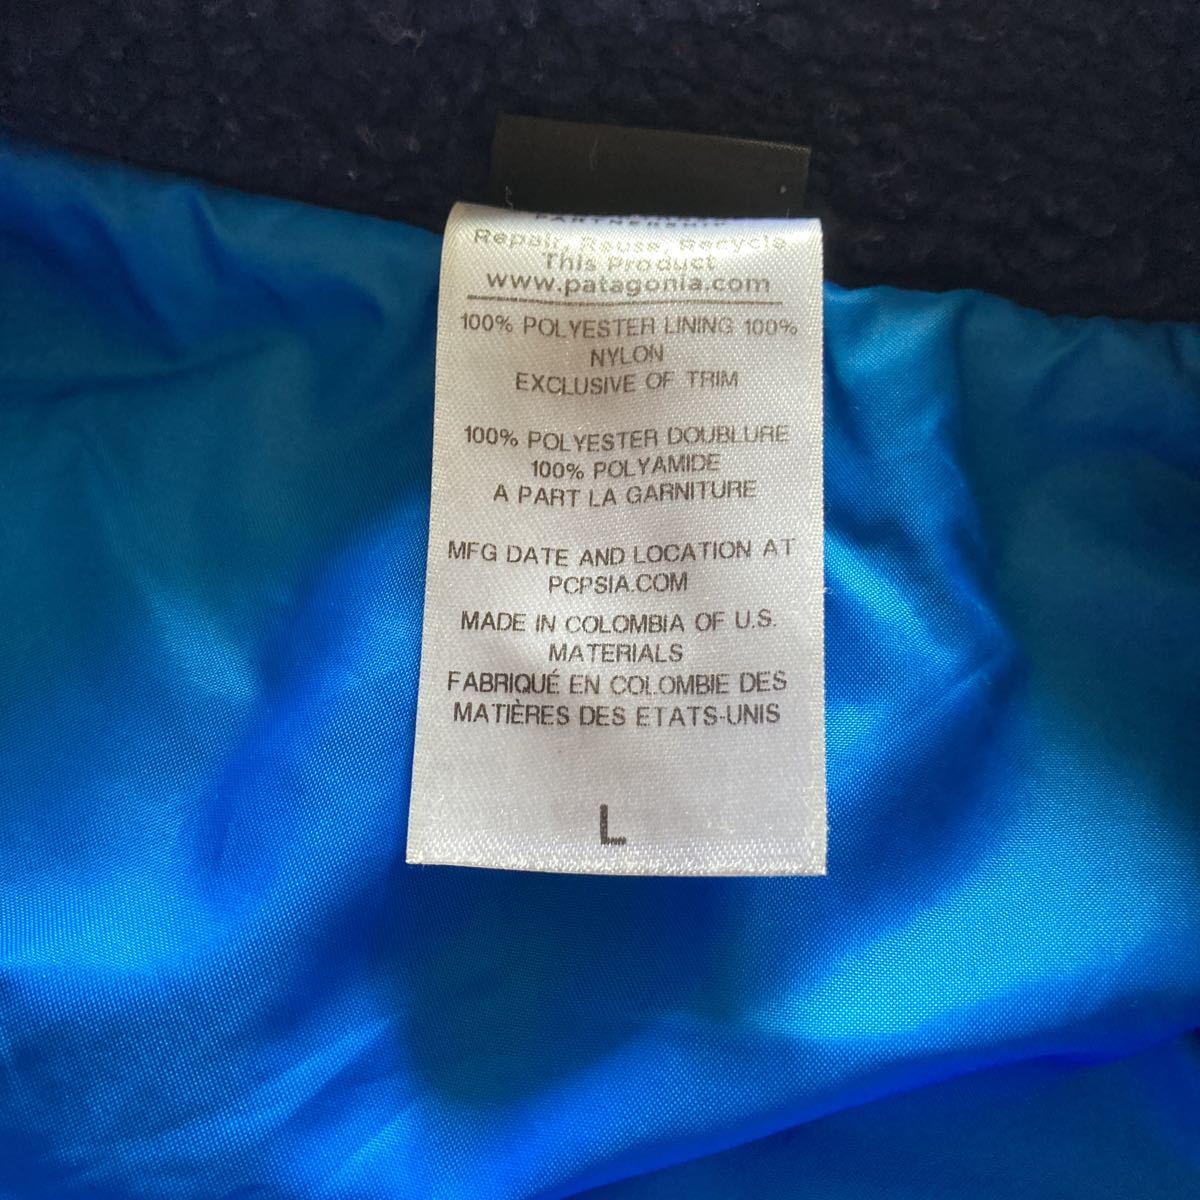 PARTNERSHIP
Repair, Reuse, Recycle
This Product
www.patagonia.com
100% POLYESTER LINING 100%
NYLON
EXCLUSIVE OF TRIM
100% POLYESTER DOUBLURE
100% POLYAMIDE
A PART LA GARNITURE
MFG DATE AND LOCATION AT
PCPSIA.COM
MADE IN COLOMBIA OF U.S.
MATERIALS
FABRIQUÉ EN COLOMBIE DES
MATIÈRES DES ETATS-UNIS
L